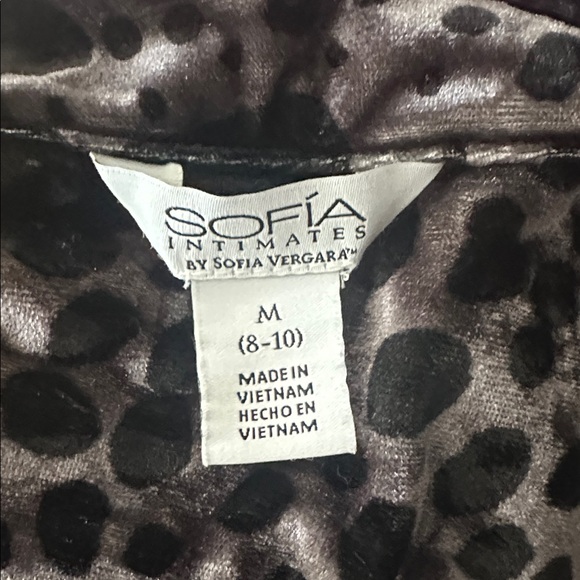 SOFÍA
INTIMATES
BY SOFIA VERGARA™
M
(8-10)
MADE IN
VIETNAM
HECHO EN
VIETNAM